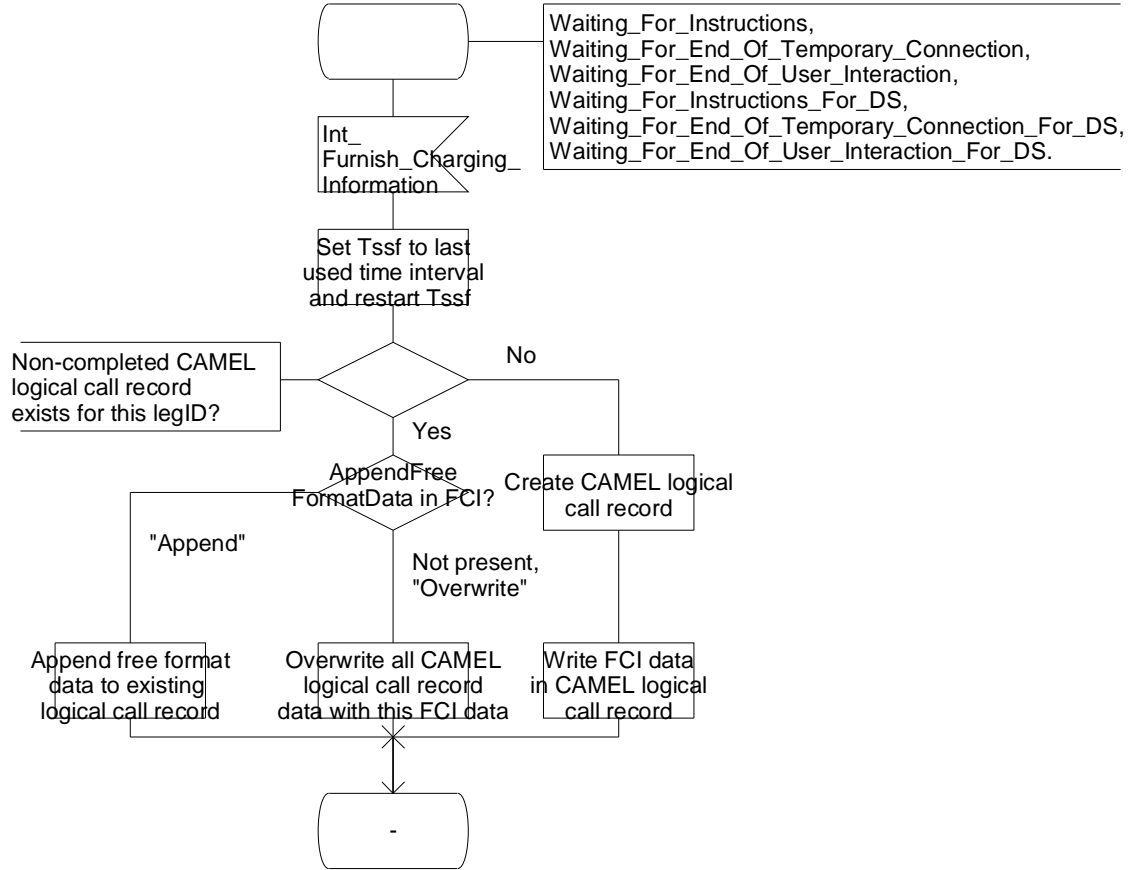 Waiting_For_Instructions,
Waiting_For_End_Of_Temporary_Connection,
Waiting_For_End_Of_User_Interaction,
Waiting_For_Instructions_For_DS,
Waiting_For_End_Of_Temporary_Connection_For_DS,
Waiting_For_End_Of_User_Interaction_For_DS.
Int_
Furnish_Charging_
Information
Set Tssf to last
used time interval
and restart Tssf
Non-completed CAMEL
logical call record
exists for this legID?
No
Yes
AppendFree
FormatData in FCI?
Create CAMEL logical
call record
"Append"
Not present,
"Overwrite"
Append free format
data to existing
logical call record
Overwrite all CAMEL
logical call record
data with this FCI data
Write FCI data
in CAMEL logical
call record
-